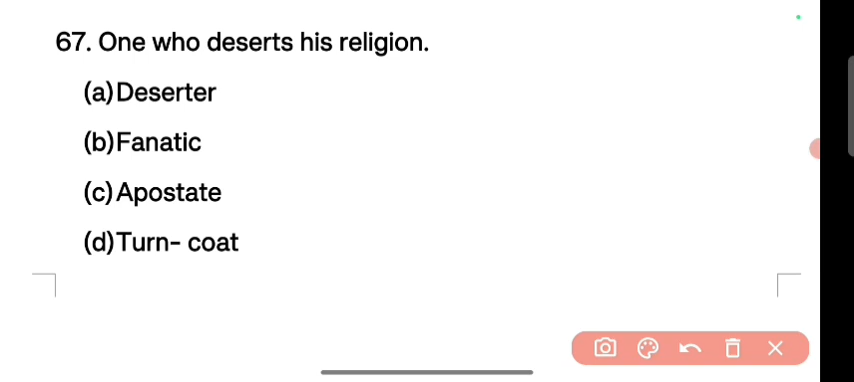 67. One who deserts his religion.
(a)Deserter
(b)Fanatic
(c)Apostate
(d)Turn- coat